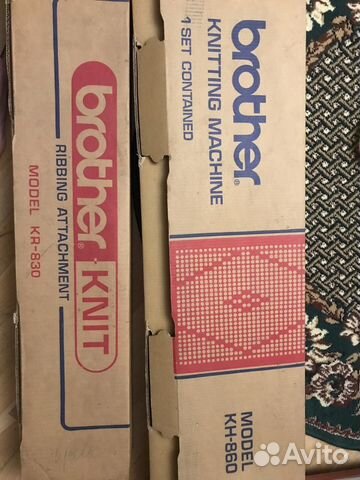 brother KNIT
RIBBING ATTACHMENT
MODEL KR-830
brother®
KNITTING MACHINE
1 SET CONTAINED
MODEL
KH-860
Avito